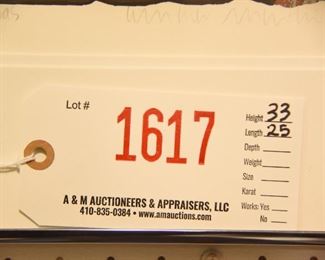 Lot #
1617
Height 33
Length 25
Depth
Weight
Size
Karat
Works: Yes
No
A & M AUCTIONEERS & APPRAISERS, LLC
410-835-0384 • www.amauctions.com